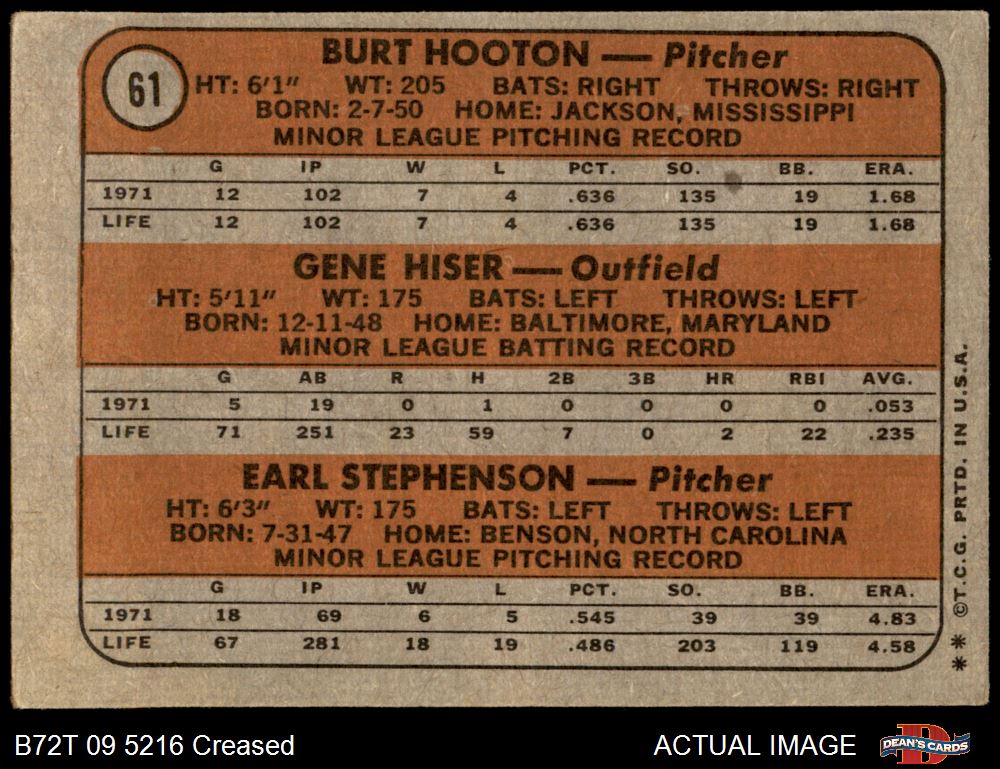 61
BURT HOOTON — Pitcher
HT: 6'1" WT: 205 BATS: RIGHT THROWS: RIGHT
BORN: 2-7-50 HOME: JACKSON, MISSISSIPPI
MINOR LEAGUE PITCHING RECORD
G IP W L PCT. SO. BB. ERA.
1971 12 102 7 4 .636 135 19 1.68
LIFE 12 102 7 4 .636 135 19 1.68
GENE HISER — Outfield
HT: 5'11" WT: 175 BATS: LEFT THROWS: LEFT
BORN: 12-11-48 HOME: BALTIMORE, MARYLAND
MINOR LEAGUE BATTING RECORD
G AB R H 2B 3B HR RBI AVG.
1971 5 19 0 1 0 0 0 0 .053
LIFE 71 251 23 59 7 0 2 22 .235
EARL STEPHENSON — Pitcher
HT: 6'3" WT: 175 BATS: LEFT THROWS: LEFT
BORN: 7-31-47 HOME: BENSON, NORTH CAROLINA
MINOR LEAGUE PITCHING RECORD
G IP W L PCT. SO. BB. ERA.
1971 18 69 6 5 .545 39 39 4.83
LIFE 67 281 18 19 .486 203 119 4.58
** ©T.C.G. PRTD. IN U.S.A.
B72T 09 5216 Creased
ACTUAL IMAGE
DEAN'S CARDS